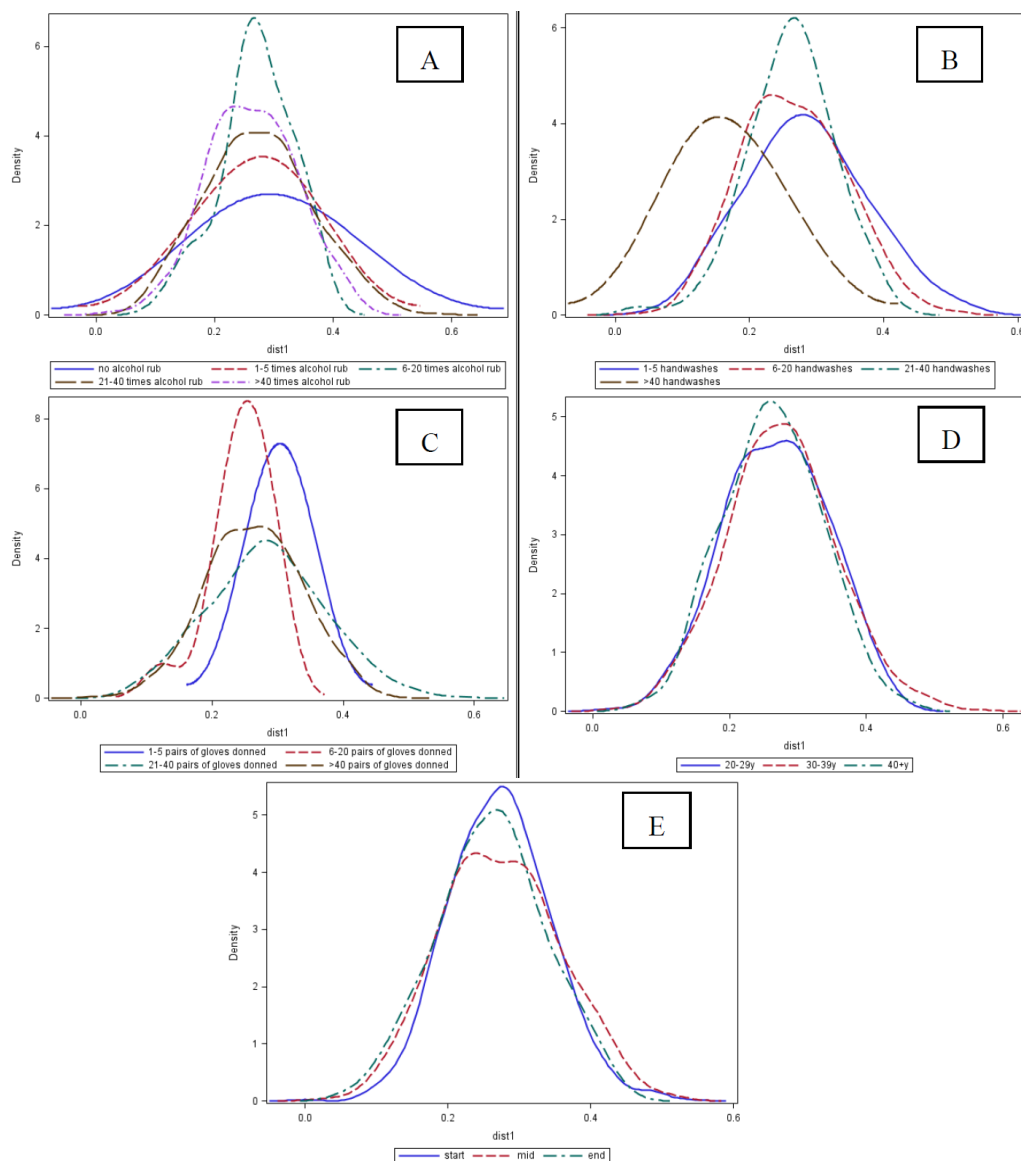 A
6
4
2
0
Density
0.0 0.2 0.4 0.6
dist1
no alcohol rub 1-5 times alcohol rub 6-20 times alcohol rub
21-40 times alcohol rub >40 times alcohol rub
B
6
4
2
0
Density
0.0 0.2 0.4 0.6
dist1
1-5 handwashes 6-20 handwashes 21-40 handwashes
>40 handwashes
C
8
6
4
2
0
Density
0.0 0.2 0.4 0.6
dist1
1-5 pairs of gloves donned 6-20 pairs of gloves donned
21-40 pairs of gloves donned >40 pairs of gloves donned
D
5
4
3
2
1
0
Density
0.0 0.2 0.4 0.6
dist1
20-29y 30-39y 40+y
E
5
4
3
2
1
0
Density
0.0 0.2 0.4 0.6
dist1
start mid end